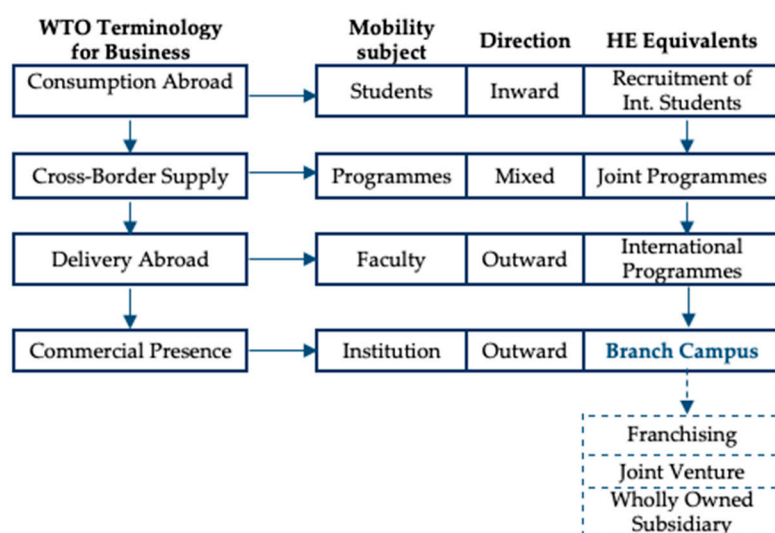 WTO Terminology
for Business
Mobility
subject
Direction
HE Equivalents
Consumption Abroad
Students
Inward
Recruitment of
Int. Students
Cross-Border Supply
Programmes
Mixed
Joint Programmes
Delivery Abroad
Faculty
Outward
International
Programmes
Commercial Presence
Institution
Outward
Branch Campus
Franchising
Joint Venture
Wholly Owned
Subsidiary